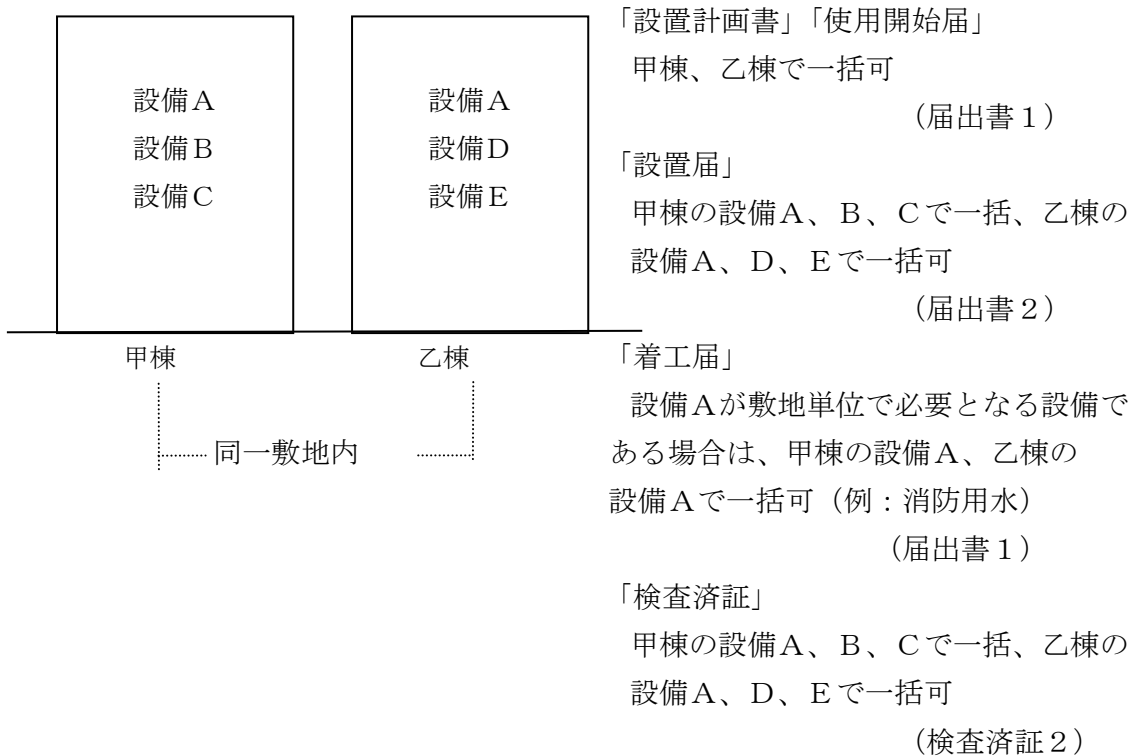 設備A
設備B
設備C
甲棟
設備A
設備D
設備E
乙棟
同一敷地内
「設置計画書」「使用開始届」
甲棟、乙棟で一括可
(届出書1)
「設置届」
甲棟の設備A、B、Cで一括、乙棟の
設備A、D、Eで一括可
(届出書2)
「着工届」
設備Aが敷地単位で必要となる設備で
ある場合は、甲棟の設備A、乙棟の
設備Aで一括可(例:消防用水)
(届出書1)
「検査済証」
甲棟の設備A、B、Cで一括、乙棟の
設備A、D、Eで一括可
(検査済証2)